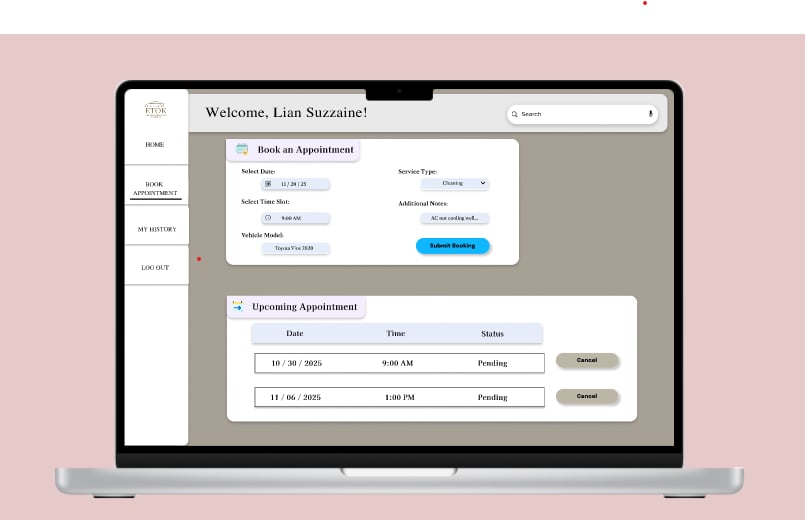 ETOK
Welcome, Lian Suzzaine!
Search
HOME
BOOK
APPOINTMENT
MY HISTORY
LOG OUT
Book an Appointment
Select Date:
11 / 20 / 25
Select Time Slot:
9:00 AM
Vehicle Model:
Toyota Vios 2020
Service Type:
Cleaning
Additional Notes:
AC not cooling well...
Submit Booking
Upcoming Appointment
Date Time Status
10 / 30 / 2025 9:00 AM Pending Cancel
11 / 06 / 2025 1:00 PM Pending Cancel